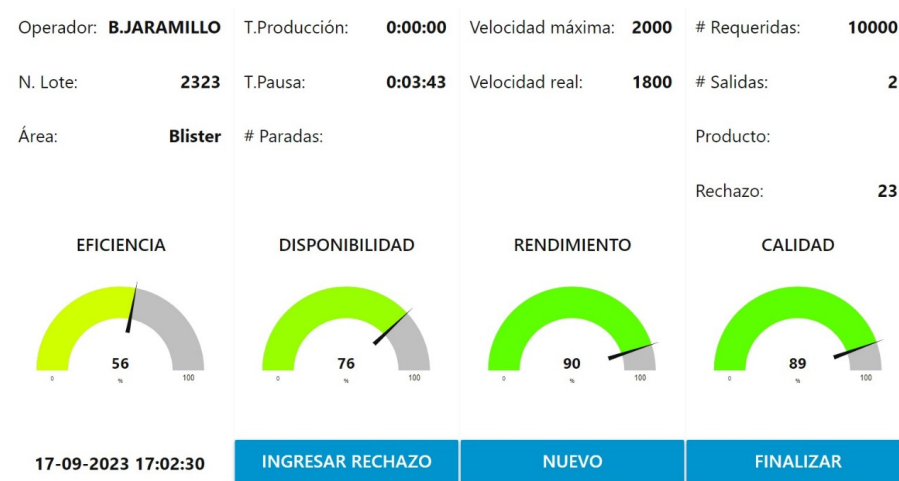 Operador: B.JARAMILLO T.Producción: 0:00:00 Velocidad máxima: 2000 # Requeridas: 10000
N. Lote: 2323 T.Pausa: 0:03:43 Velocidad real: 1800 # Salidas: 2
Área: Blister # Paradas: Producto:
Rechazo: 23
EFICIENCIA DISPONIBILIDAD RENDIMIENTO CALIDAD
56 76 90 89
0 % 100 0 % 100 0 % 100 0 % 100
17-09-2023 17:02:30 INGRESAR RECHAZO NUEVO FINALIZAR